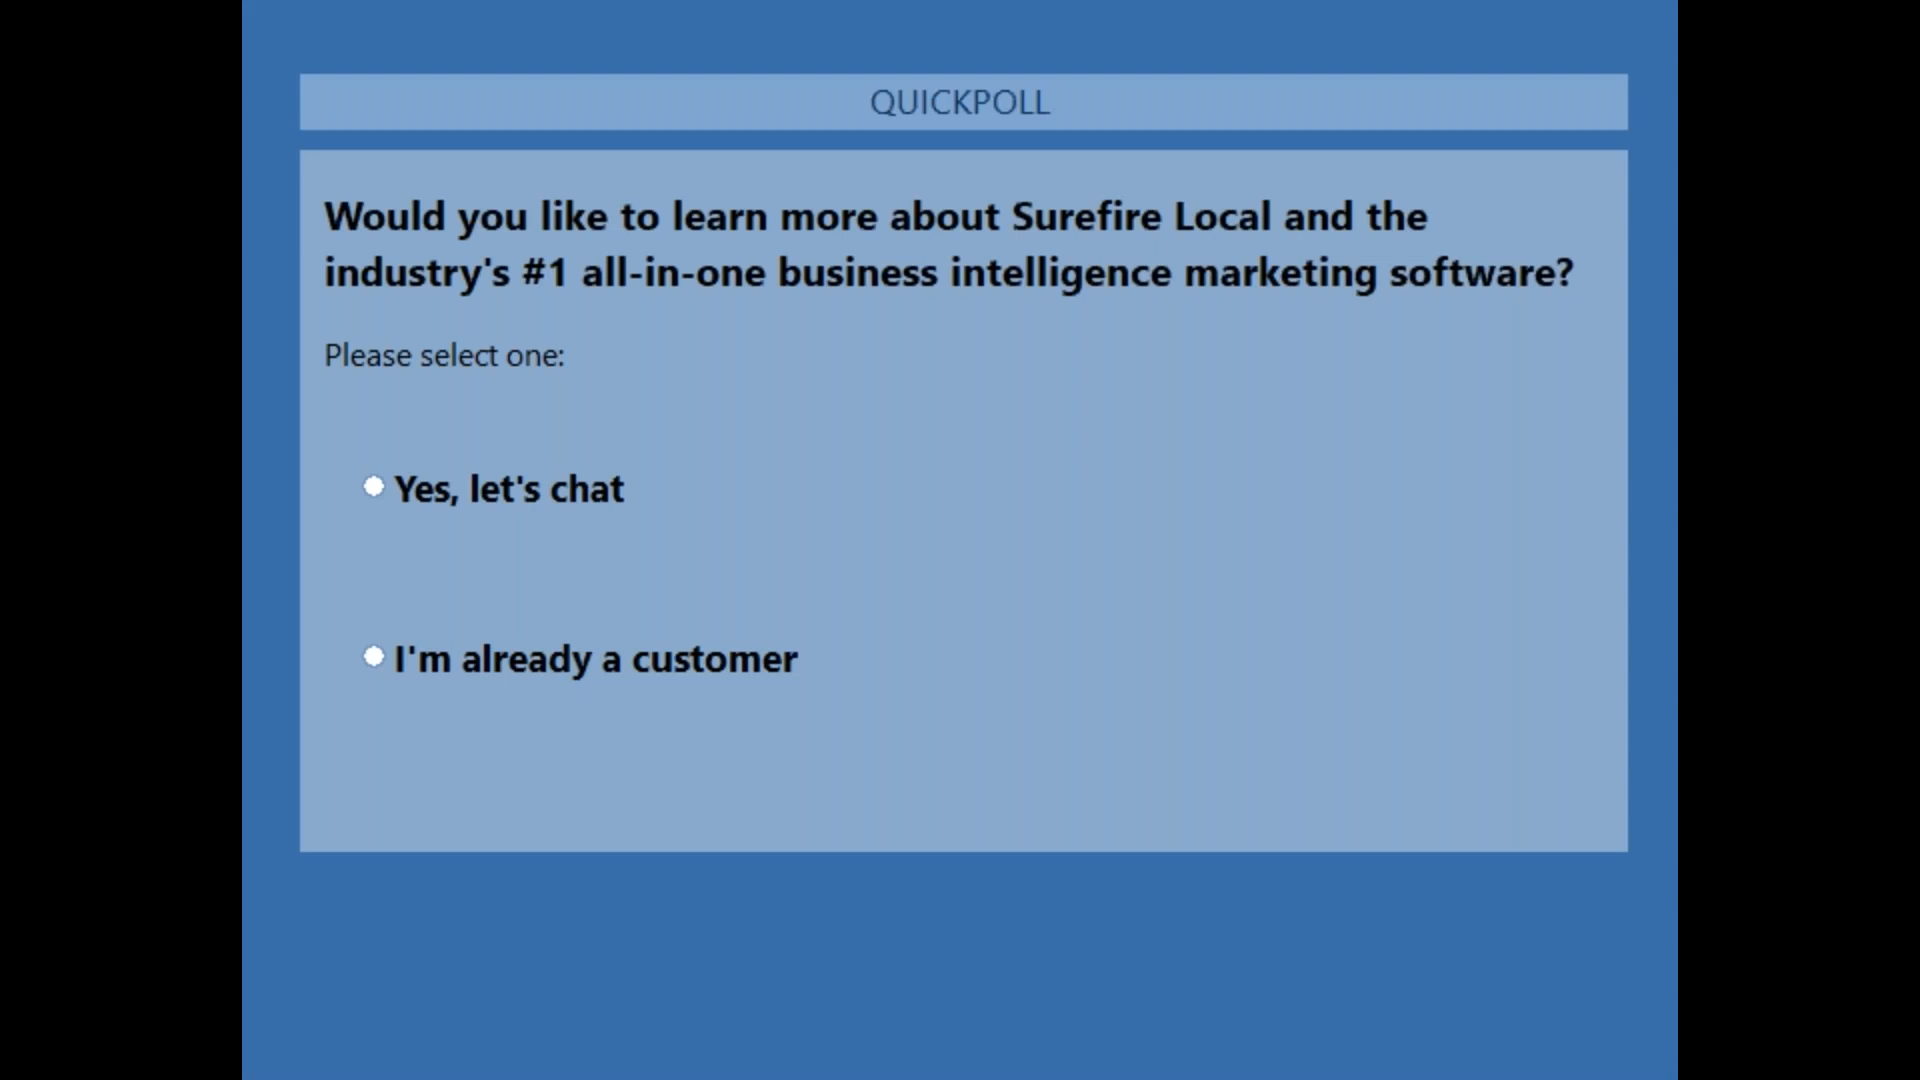 QUICKPOLL
Would you like to learn more about Surefire Local and the
industry's #1 all-in-one business intelligence marketing software?
Please select one:
Yes, let's chat
I'm already a customer